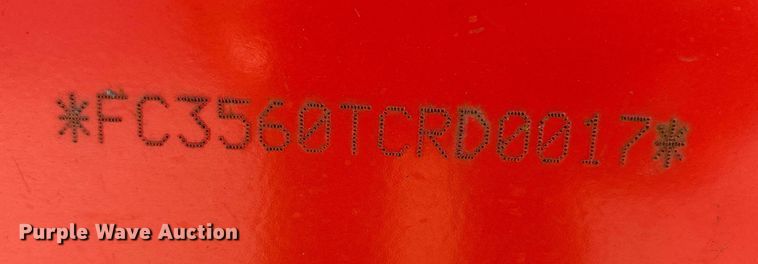 *FC3560TCRD0017*
Purple Wave Auction